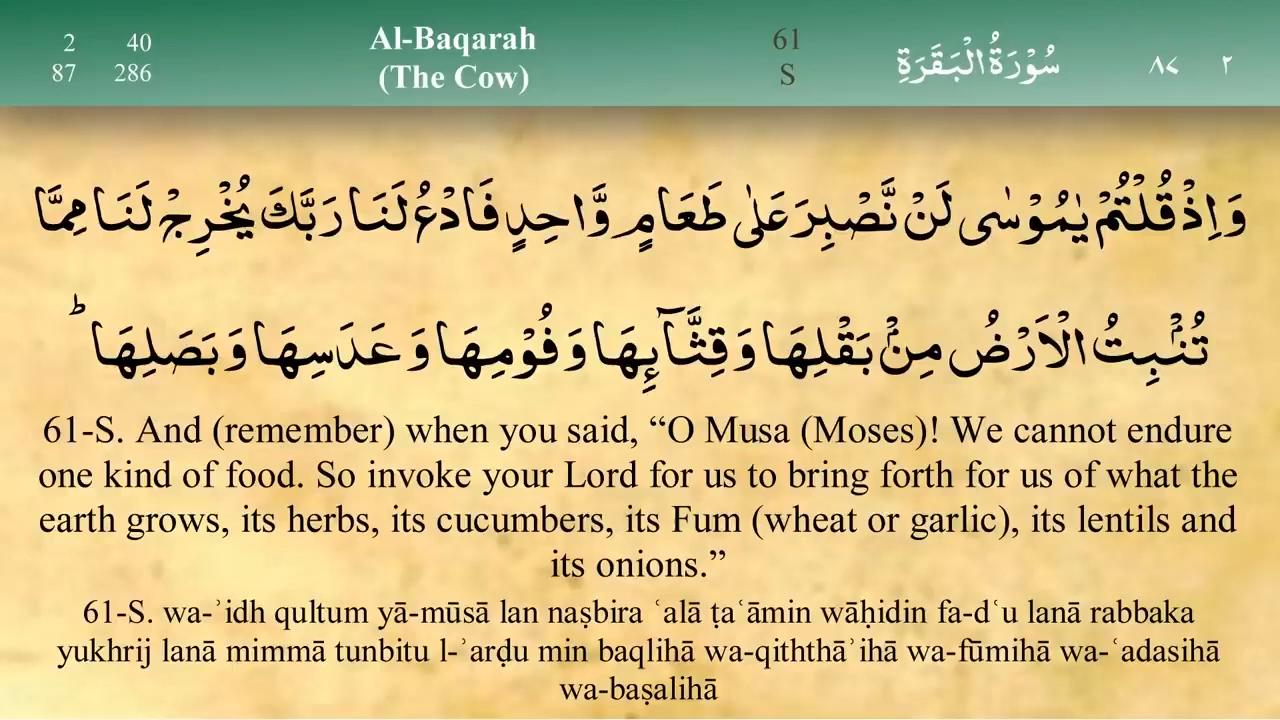 2 40
87 286
Al-Baqarah
(The Cow)
61
S
سُوْرَةُ الْبَقَرَةِ
٢ ٨٧
وَاِذْ قُلْتُمْ يٰمُوْسٰى لَنْ نَّصْبِرَ عَلٰى طَعَامٍ وَّاحِدٍ فَادْعُ لَنَا رَبَّكَ يُخْرِجْ لَنَا مِمَّا
تُنْۢبِتُ الْاَرْضُ مِنْۢ بَقْلِهَا وَقِثَّآئِهَا وَفُوْمِهَا وَعَدَسِهَا وَبَصَلِهَا ؕ
61-S. And (remember) when you said, “O Musa (Moses)! We cannot endure
one kind of food. So invoke your Lord for us to bring forth for us of what the
earth grows, its herbs, its cucumbers, its Fum (wheat or garlic), its lentils and
its onions.”
61-S. wa-ʾidh qultum yā-mūsā lan naṣbira ʿalā ṭaʿāmin wāḥidin fa-dʿu lanā rabbaka
yukhrij lanā mimmā tunbitu l-ʾarḍu min baqlihā wa-qiththāʾihā wa-fūmihā wa-ʿadasihā
wa-baṣalihā